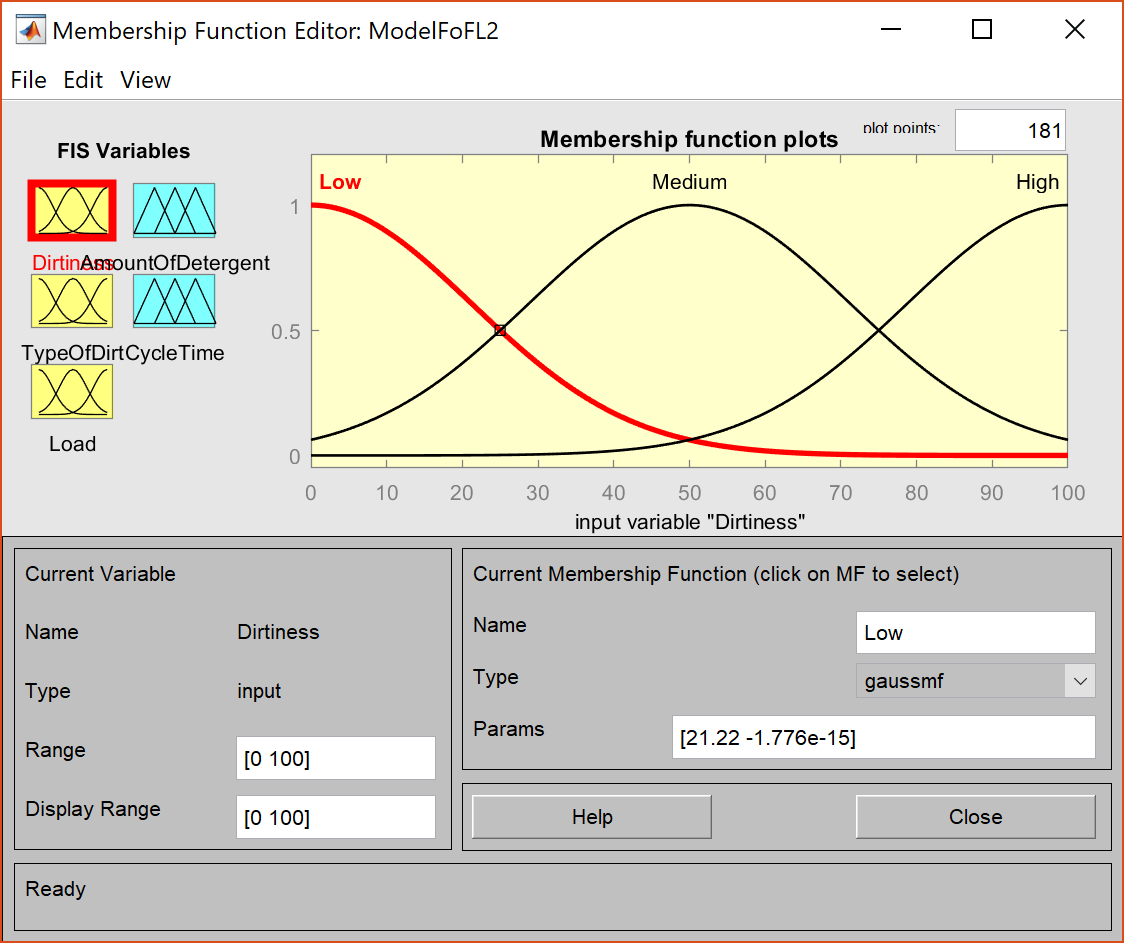 Membership Function Editor: ModelFoFL2
File Edit View
FIS Variables
Membership function plots
plot points:
181
Low
Medium
High
1
0.5
0
0 10 20 30 40 50 60 70 80 90 100
input variable "Dirtiness"
Dirtiness
AmountOfDetergent
TypeOfDirt
CycleTime
Load
Current Variable
Name Dirtiness
Type input
Range [0 100]
Display Range [0 100]
Current Membership Function (click on MF to select)
Name Low
Type gaussmf
Params [21.22 -1.776e-15]
Help
Close
Ready